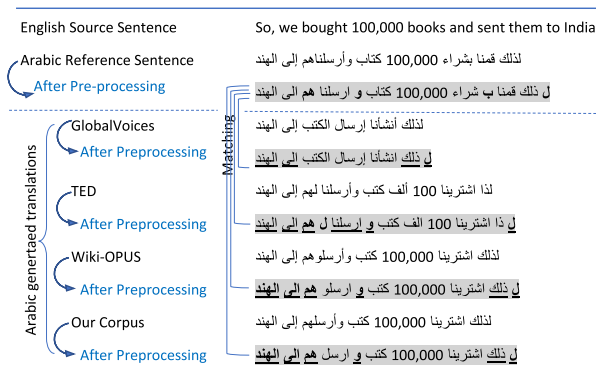 English Source Sentence So, we bought 100,000 books and sent them to India
Arabic Reference Sentence لذلك قمنا بشراء 100,000 كتاب وأرسلناهم إلى الهند
After Pre-processing ل ذلك قمنا ب شراء 100,000 كتاب و ارسلنا هم الى الهند
Matching
Arabic genertaed translations
GlobalVoices لذلك أنشأنا إرسال الكتب إلى الهند
After Preprocessing ل ذلك انشأنا إرسال الكتب الى الهند
TED لذا اشترينا 100 ألف كتب وأرسلنا لهم إلى الهند
After Preprocessing ل ذا اشترينا 100 الف كتب و إرسلنا ل هم إلى الهند
Wiki-OPUS لذلك اشترينا 100,000 كتب وأرسلوهم إلى الهند
After Preprocessing ل ذلك اشترينا 100,000 كتب و ارسلو هم الى الهند
Our Corpus لذلك اشترينا 100,000 كتب وأرسلهم إلى الهند
After Preprocessing ل ذلك اشترينا 100,000 كتب و ارسل هم الى الهند